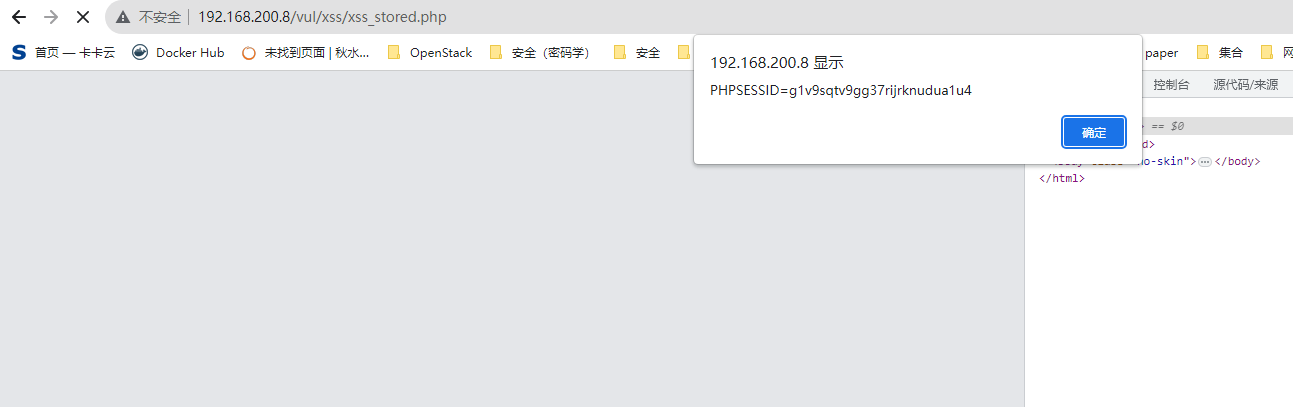 不安全 192.168.200.8/vul/xss/xss_stored.php
S 首页 — 卡卡云 Docker Hub 未找到页面 | 秋水... OpenStack 安全（密码学） 安全 paper 集合
192.168.200.8 显示
PHPSESSID=g1v9sqtv9gg37rijrknudua1u4
确定
控制台 源代码/来源
== $0
d>
no-skin">…</body>
</html>